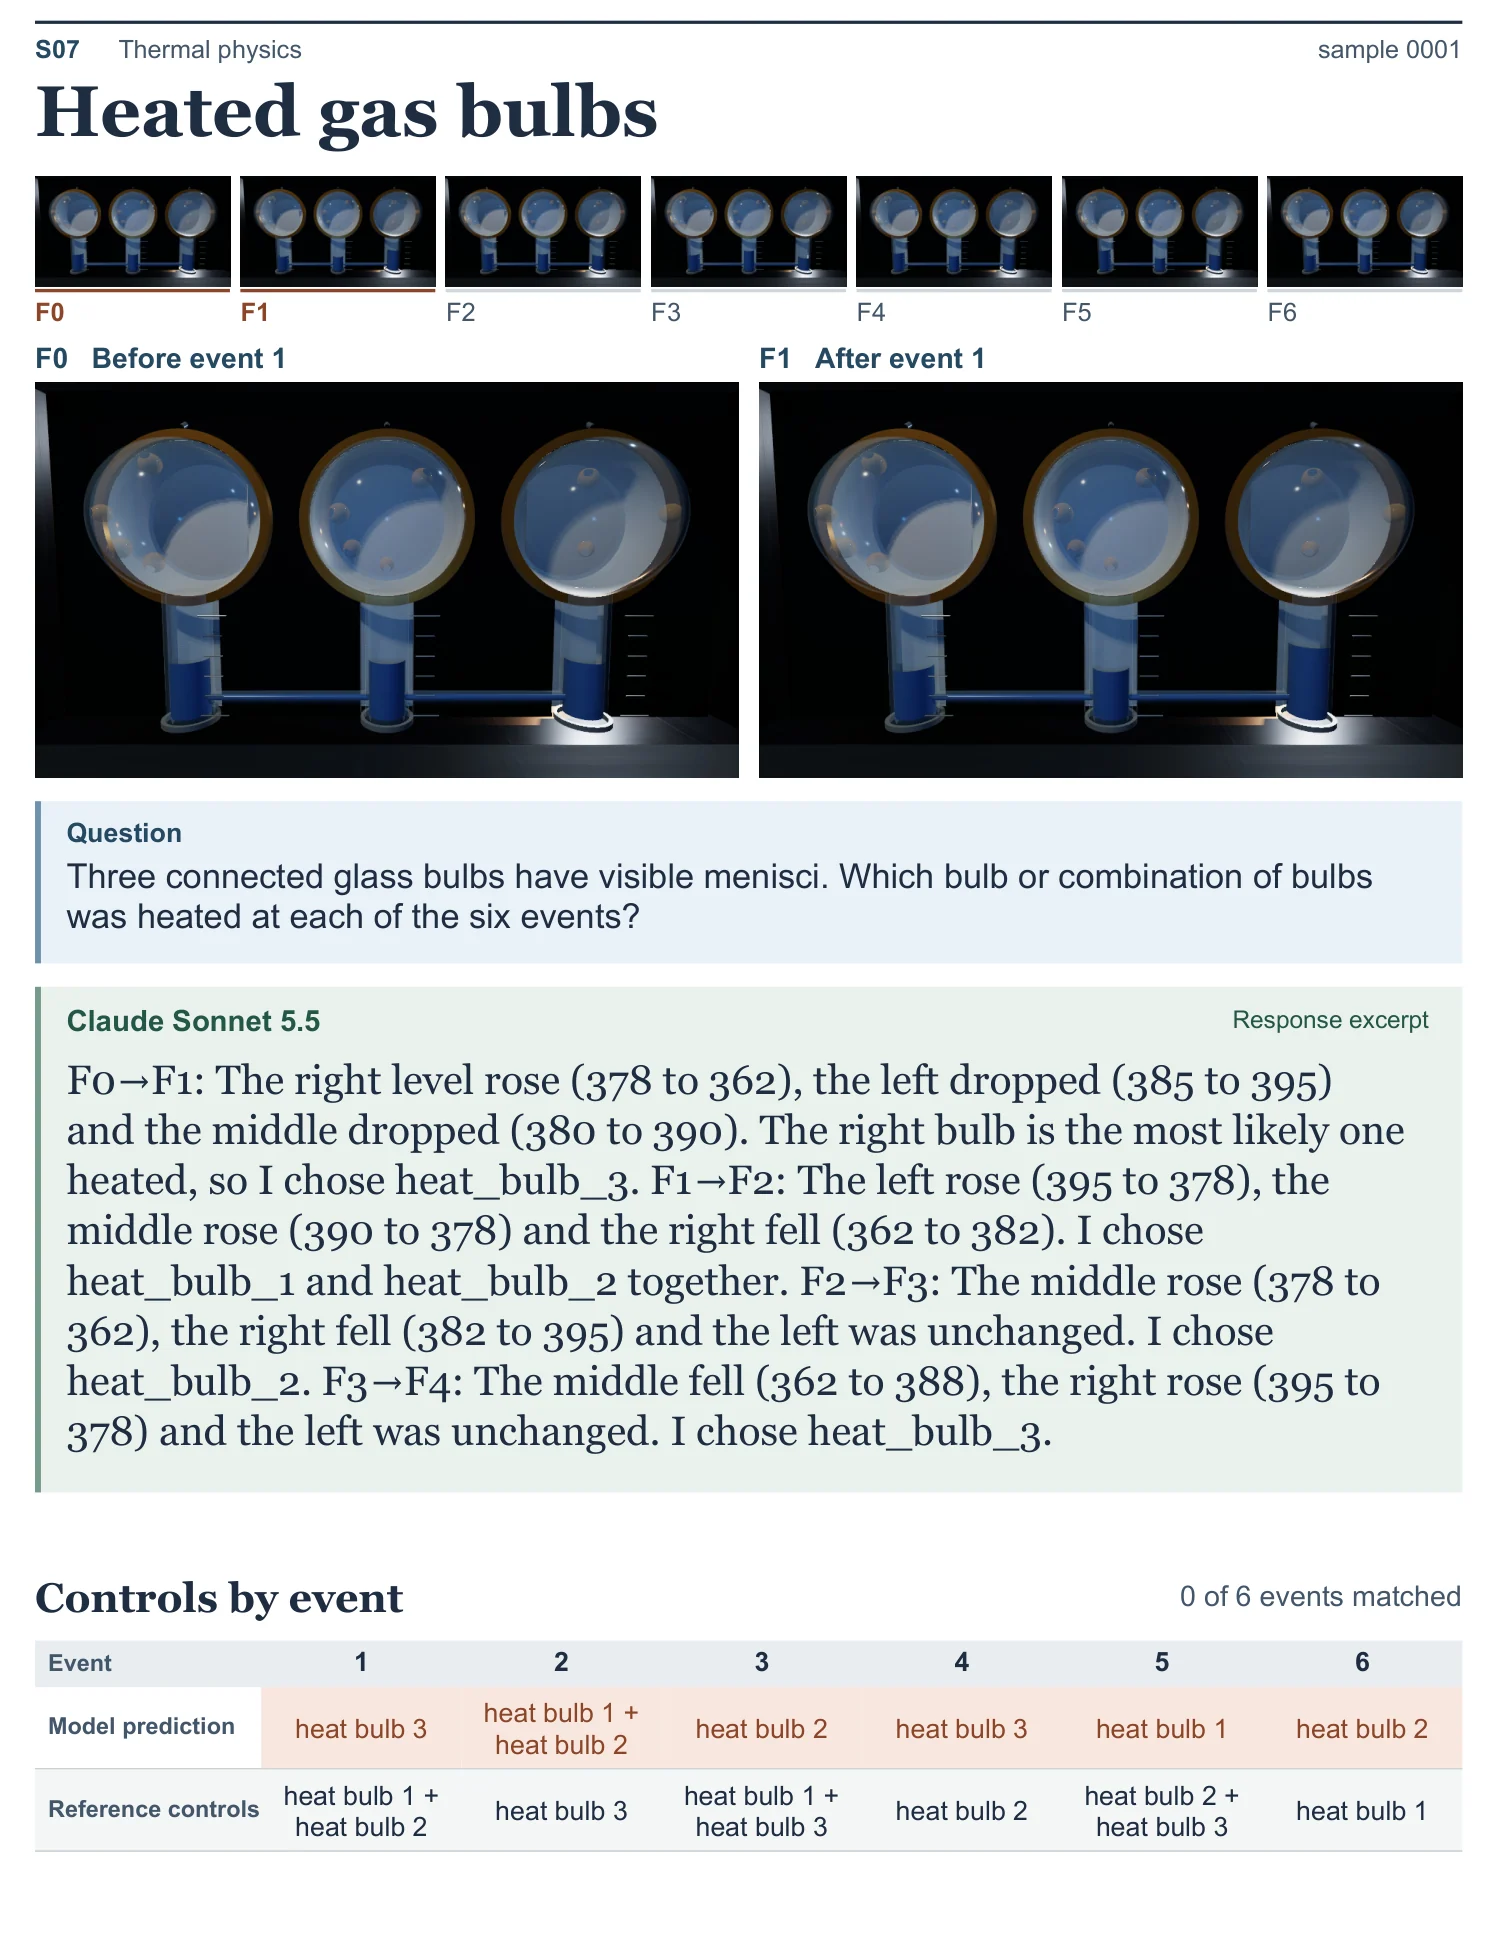 S07 Thermal physics sample 0001
Heated gas bulbs
F0 F1 F2 F3 F4 F5 F6
F0 Before event 1 F1 After event 1
Question
Three connected glass bulbs have visible menisci. Which bulb or combination of bulbs
was heated at each of the six events?
Claude Sonnet 5.5 Response excerpt
F0→F1: The right level rose (378 to 362), the left dropped (385 to 395)
and the middle dropped (380 to 390). The right bulb is the most likely one
heated, so I chose heat_bulb_3. F1→F2: The left rose (395 to 378), the
middle rose (390 to 378) and the right fell (362 to 382). I chose
heat_bulb_1 and heat_bulb_2 together. F2→F3: The middle rose (378 to
362), the right fell (382 to 395) and the left was unchanged. I chose
heat_bulb_2. F3→F4: The middle fell (362 to 388), the right rose (395 to
378) and the left was unchanged. I chose heat_bulb_3.
Controls by event 0 of 6 events matched
Event 1 2 3 4 5 6
Model prediction heat bulb 3 heat bulb 1 + heat bulb 2 heat bulb 2 heat bulb 3 heat bulb 1 heat bulb 2
Reference controls heat bulb 1 + heat bulb 2 heat bulb 3 heat bulb 1 + heat bulb 3 heat bulb 2 heat bulb 2 + heat bulb 3 heat bulb 1